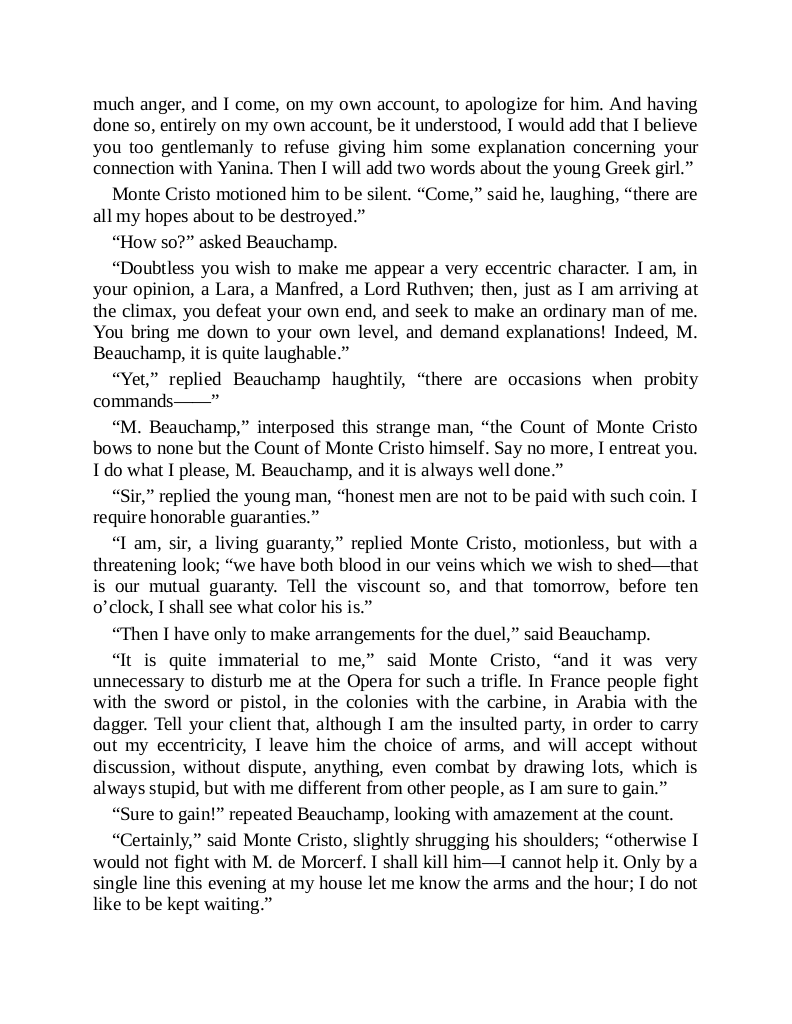 much anger, and I come, on my own account, to apologize for him. And having
done so, entirely on my own account, be it understood, I would add that I believe
you too gentlemanly to refuse giving him some explanation concerning your
connection with Yanina. Then I will add two words about the young Greek girl.”
Monte Cristo motioned him to be silent. “Come,” said he, laughing, “there are
all my hopes about to be destroyed.”
“How so?” asked Beauchamp.
“Doubtless you wish to make me appear a very eccentric character. I am, in
your opinion, a Lara, a Manfred, a Lord Ruthven; then, just as I am arriving at
the climax, you defeat your own end, and seek to make an ordinary man of me.
You bring me down to your own level, and demand explanations! Indeed, M.
Beauchamp, it is quite laughable.”
“Yet,” replied Beauchamp haughtily, “there are occasions when probity
commands——”
“M. Beauchamp,” interposed this strange man, “the Count of Monte Cristo
bows to none but the Count of Monte Cristo himself. Say no more, I entreat you.
I do what I please, M. Beauchamp, and it is always well done.”
“Sir,” replied the young man, “honest men are not to be paid with such coin. I
require honorable guaranties.”
“I am, sir, a living guaranty,” replied Monte Cristo, motionless, but with a
threatening look; “we have both blood in our veins which we wish to shed—that
is our mutual guaranty. Tell the viscount so, and that tomorrow, before ten
o’clock, I shall see what color his is.”
“Then I have only to make arrangements for the duel,” said Beauchamp.
“It is quite immaterial to me,” said Monte Cristo, “and it was very
unnecessary to disturb me at the Opera for such a trifle. In France people fight
with the sword or pistol, in the colonies with the carbine, in Arabia with the
dagger. Tell your client that, although I am the insulted party, in order to carry
out my eccentricity, I leave him the choice of arms, and will accept without
discussion, without dispute, anything, even combat by drawing lots, which is
always stupid, but with me different from other people, as I am sure to gain.”
“Sure to gain!” repeated Beauchamp, looking with amazement at the count.
“Certainly,” said Monte Cristo, slightly shrugging his shoulders; “otherwise I
would not fight with M. de Morcerf. I shall kill him—I cannot help it. Only by a
single line this evening at my house let me know the arms and the hour; I do not
like to be kept waiting.”